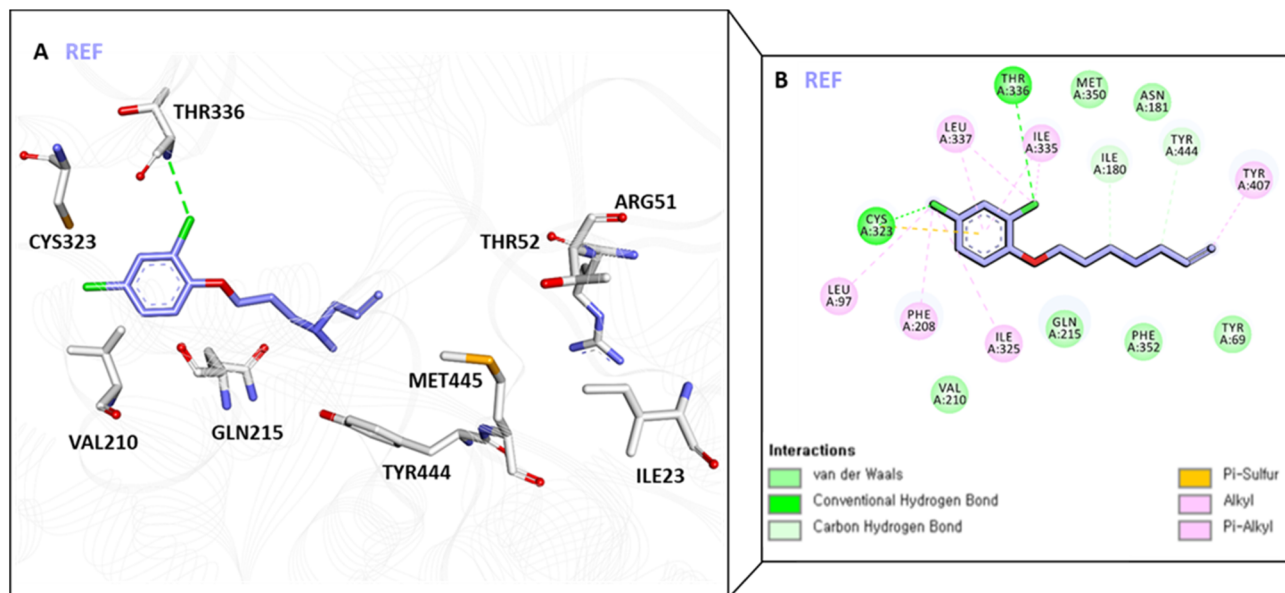 A REF
THR336
CYS323
ARG51
THR52
VAL210
GLN215
MET445
TYR444
ILE23
B REF
THR
A:336
MET
A:350
ASN
A:181
LEU
A:337
ILE
A:335
TYR
A:444
ILE
A:180
TYR
A:407
CYS
A:323
LEU
A:97
PHE
A:208
ILE
A:325
GLN
A:215
PHE
A:352
TYR
A:69
VAL
A:210
Interactions
van der Waals
Conventional Hydrogen Bond
Carbon Hydrogen Bond
Pi-Sulfur
Alkyl
Pi-Alkyl